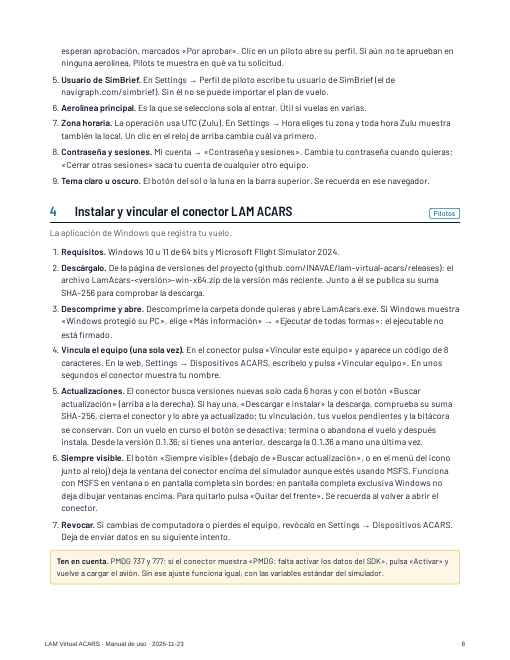 esperan aprobación, marcados «Por aprobar». Clic en un piloto abre su perfil. Si aún no te aprueban en
ninguna aerolínea, Pilots te muestra en qué va tu solicitud.
5. Usuario de SimBrief. En Settings → Perfil de piloto escribe tu usuario de SimBrief (el de
navigraph.com/simbrief). Sin él no se puede importar el plan de vuelo.
6. Aerolínea principal. Es la que se selecciona sola al entrar. Útil si vuelas en varias.
7. Zona horaria. La operación usa UTC (Zulu). En Settings → Hora eliges tu zona y toda hora Zulu muestra
también la local. Un clic en el reloj de arriba cambia cuál va primero.
8. Contraseña y sesiones. Mi cuenta → «Contraseña y sesiones». Cambia tu contraseña cuando quieras;
«Cerrar otras sesiones» saca tu cuenta de cualquier otro equipo.
9. Tema claro u oscuro. El botón del sol o la luna en la barra superior. Se recuerda en ese navegador.
4 Instalar y vincular el conector LAM ACARS Pilotos
La aplicación de Windows que registra tu vuelo.
1. Requisitos. Windows 10 u 11 de 64 bits y Microsoft Flight Simulator 2024.
2. Descárgalo. De la página de versiones del proyecto (github.com/INAVAE/lam-virtual-acars/releases): el
archivo LamAcars-<versión>-win-x64.zip de la versión más reciente. Junto a él se publica su suma
SHA-256 para comprobar la descarga.
3. Descomprime y abre. Descomprime la carpeta donde quieras y abre LamAcars.exe. Si Windows muestra
«Windows protegió su PC», elige «Más información» → «Ejecutar de todas formas»: el ejecutable no
está firmado.
4. Vincula el equipo (una sola vez). En el conector pulsa «Vincular este equipo» y aparece un código de 8
caracteres. En la web, Settings → Dispositivos ACARS, escríbelo y pulsa «Vincular equipo». En unos
segundos el conector muestra tu nombre.
5. Actualizaciones. El conector busca versiones nuevas solo cada 6 horas y con el botón «Buscar
actualización» (arriba a la derecha). Si hay una, «Descargar e instalar» la descarga, comprueba su suma
SHA-256, cierra el conector y lo abre ya actualizado; tu vinculación, tus vuelos pendientes y la bitácora
se conservan. Con un vuelo en curso el botón se desactiva: termina o abandona el vuelo y después
instala. Desde la versión 0.1.36; si tienes una anterior, descarga la 0.1.36 a mano una última vez.
6. Siempre visible. El botón «Siempre visible» (debajo de «Buscar actualización», o en el menú del icono
junto al reloj) deja la ventana del conector encima del simulador aunque estés usando MSFS. Funciona
con MSFS en ventana o en pantalla completa sin bordes; en pantalla completa exclusiva Windows no
deja dibujar ventanas encima. Para quitarlo pulsa «Quitar del frente». Se recuerda al volver a abrir el
conector.
7. Revocar. Si cambias de computadora o pierdes el equipo, revócalo en Settings → Dispositivos ACARS.
Deja de enviar datos en su siguiente intento.
Ten en cuenta. PMDG 737 y 777: si el conector muestra «PMDG: falta activar los datos del SDK», pulsa «Activar» y
vuelve a cargar el avión. Sin ese ajuste funciona igual, con las variables estándar del simulador.
LAM Virtual ACARS · Manual de uso · 2026-11-23 8